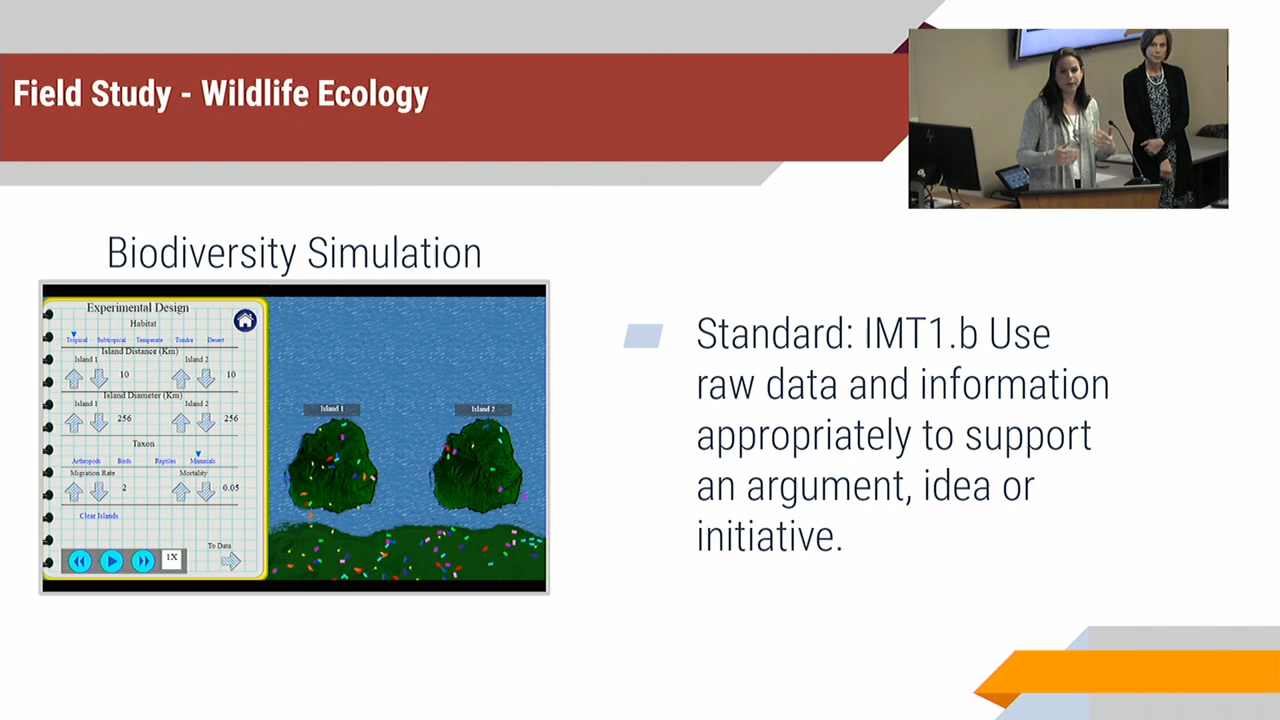 Field Study - Wildlife Ecology
Biodiversity Simulation
Experimental Design
Habitat
Tropical Subtropical Temperate Tundra Desert
Island Distance (Km)
Island 1 Island 2
10 10
Island Diameter (Km)
Island 1 Island 2
256 256
Taxon
Arthropods Birds Reptiles Mammals
Migration Rate Mortality
2 0.05
Clear Islands
To Data
1X
Island 1 Island 2
Standard: IMT1.b Use
raw data and information
appropriately to support
an argument, idea or
initiative.